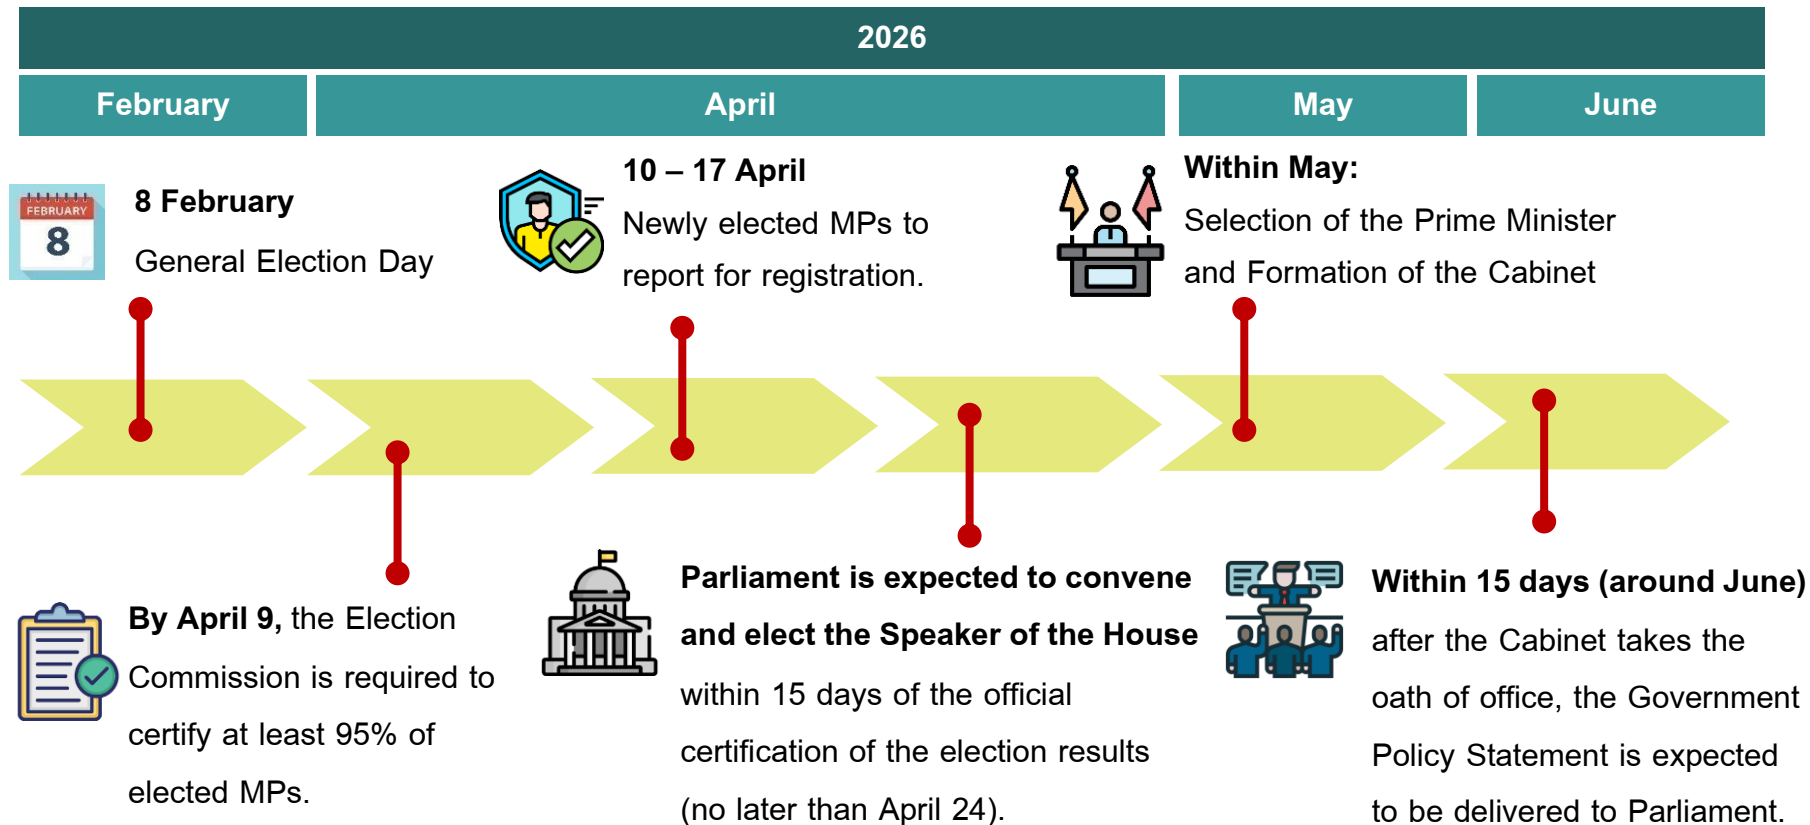 2026
February
April
May
June
FEBRUARY
8
8 February
General Election Day
10 – 17 April
Newly elected MPs to
report for registration.
Within May:
Selection of the Prime Minister
and Formation of the Cabinet
By April 9, the Election
Commission is required to
certify at least 95% of
elected MPs.
Parliament is expected to convene
and elect the Speaker of the House
within 15 days of the official
certification of the election results
(no later than April 24).
Within 15 days (around June)
after the Cabinet takes the
oath of office, the Government
Policy Statement is expected
to be delivered to Parliament.